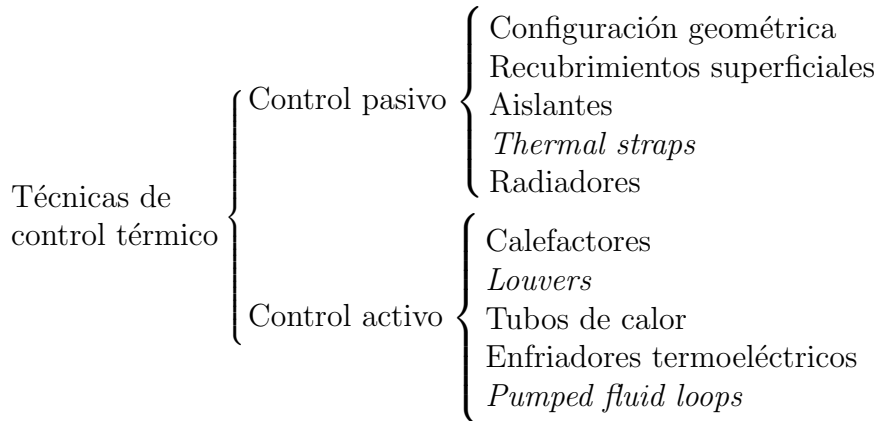 Técnicas de
control térmico
Control pasivo
Configuración geométrica
Recubrimientos superficiales
Aislantes
Thermal straps
Radiadores
Control activo
Calefactores
Louvers
Tubos de calor
Enfriadores termoeléctricos
Pumped fluid loops